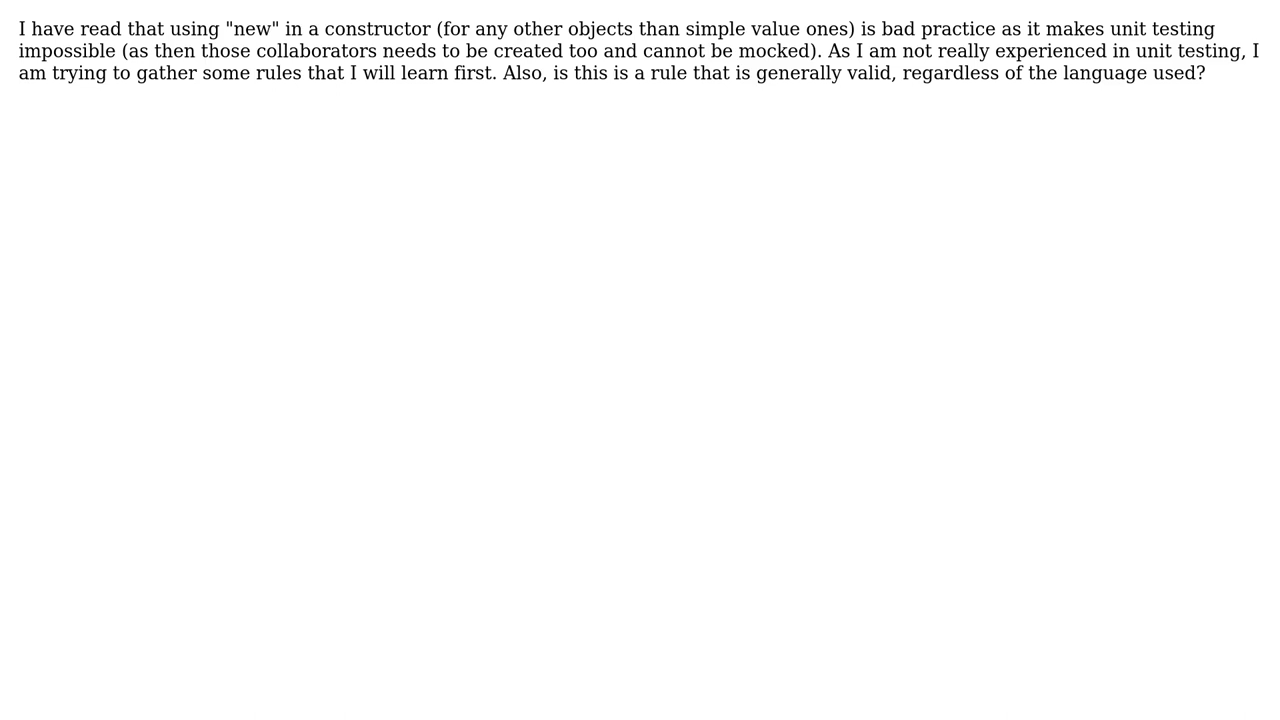 I have read that using "new" in a constructor (for any other objects than simple value ones) is bad practice as it makes unit testing
impossible (as then those collaborators needs to be created too and cannot be mocked). As I am not really experienced in unit testing, I
am trying to gather some rules that I will learn first. Also, is this is a rule that is generally valid, regardless of the language used?